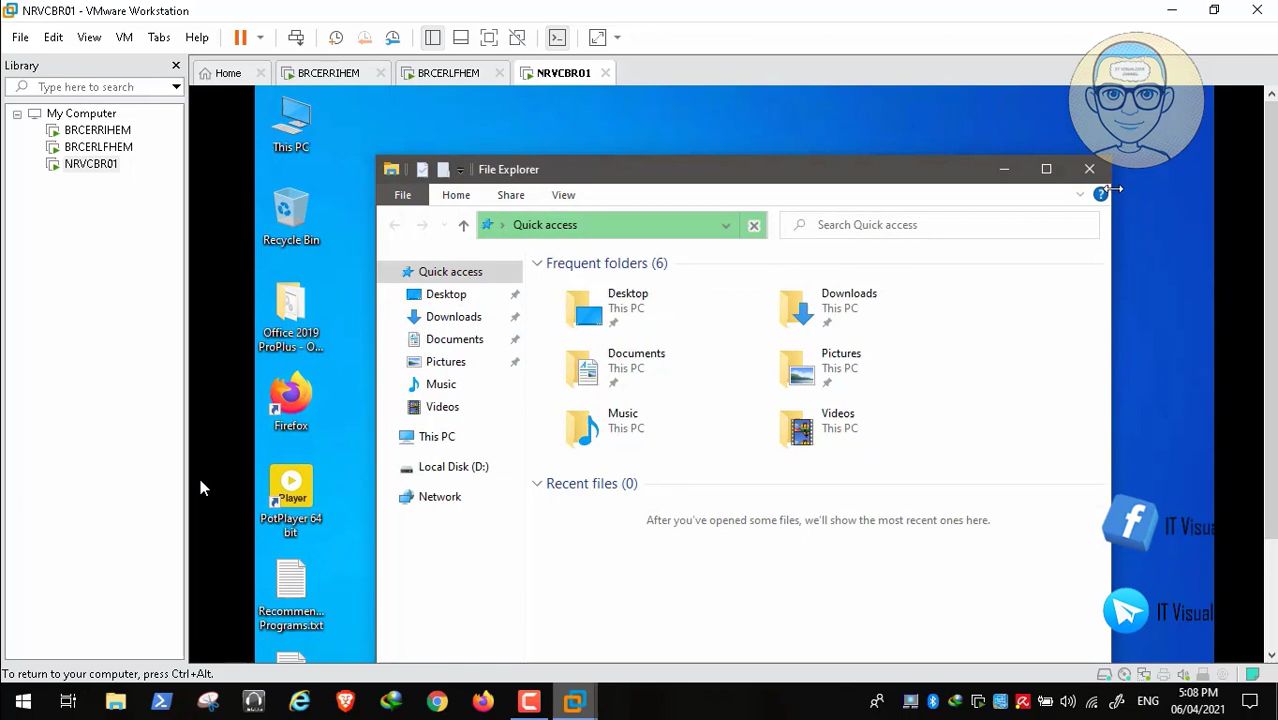 NRVCBR01 - VMware Workstation
File Edit View VM Tabs Help
Library
Type here to search
My Computer
BRCERRIHEM
BRCERLFHEM
NRVCBR01
Home
BRCERRIHEM
BRCERLFHEM
NRVCBR01
IT VISUALIZER
CHANNEL
This PC
Recycle Bin
Office 2019
ProPlus - O...
Firefox
Player
PotPlayer 64
bit
Recommen...
Programs.txt
File Explorer
File Home Share View
Quick access
Search Quick access
Quick access
Desktop
Downloads
Documents
Pictures
Music
Videos
This PC
Local Disk (D:)
Network
Frequent folders (6)
Desktop
This PC
Downloads
This PC
Documents
This PC
Pictures
This PC
Music
This PC
Videos
This PC
Recent files (0)
After you've opened some files, we'll show the most recent ones here.
IT Visua
IT Visual
To return to your computer, press Ctrl+Alt.
ENG
5:08 PM
06/04/2021